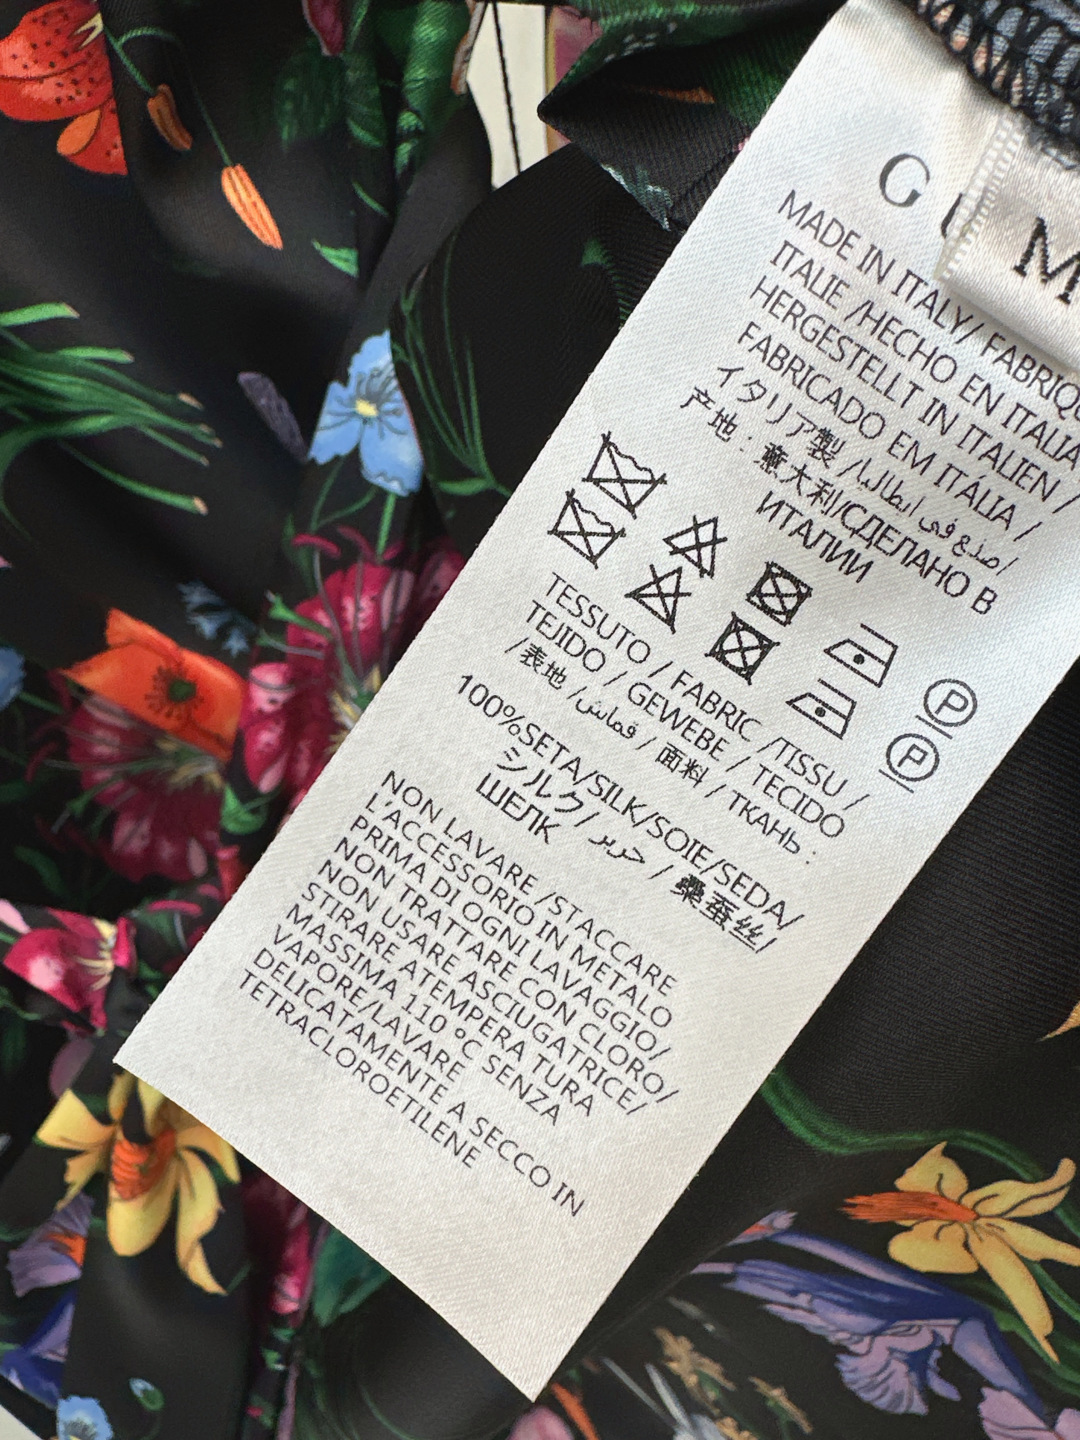 G
M
MADE IN ITALY/ FABRIQU
ITALIE /HECHO EN ITALIA
HERGESTELLT IN ITALIEN /
FABRICADO EM ITÁLIA /
イタリア製 /صنع في ايطاليا/
产地 : 意大利/СДЕЛАНО В
ИТАЛИИ
P
P
TESSUTO / FABRIC /TISSU /
TEJIDO / GEWEBE / TECIDO
/表地 /قماش / 面料 / ТКАНЬ :
100%SETA/SILK/SOIE/SEDA/
シルク/ حرير / 桑蚕丝/
ШЕЛК
NON LAVARE /STACCARE
L'ACCESSORIO IN METALO
PRIMA DI OGNI LAVAGGIO/
NON TRATTARE CON CLORO/
NON USARE ASCIUGATRICE/
STIRARE ATEMPERA TURA
MASSIMA 110 ºC SENZA
VAPORE/LAVARE
DELICATAMENTE A SECCO IN
TETRACLOROETILENE